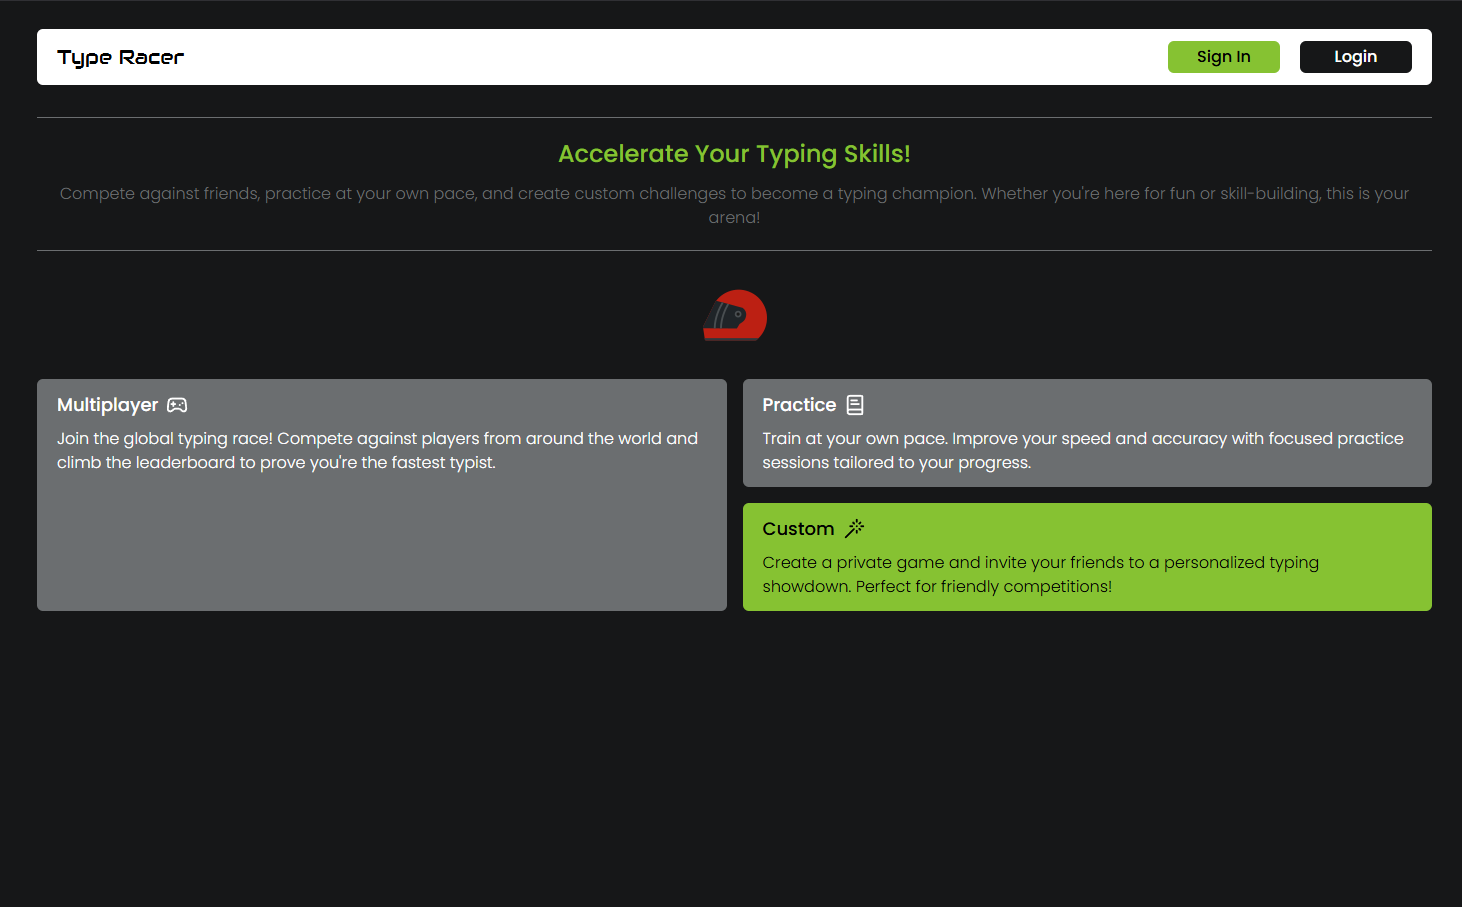 Type Racer
Sign In
Login
Accelerate Your Typing Skills!
Compete against friends, practice at your own pace, and create custom challenges to become a typing champion. Whether you're here for fun or skill-building, this is your
arena!
Multiplayer
Join the global typing race! Compete against players from around the world and
climb the leaderboard to prove you're the fastest typist.
Practice
Train at your own pace. Improve your speed and accuracy with focused practice
sessions tailored to your progress.
Custom
Create a private game and invite your friends to a personalized typing
showdown. Perfect for friendly competitions!